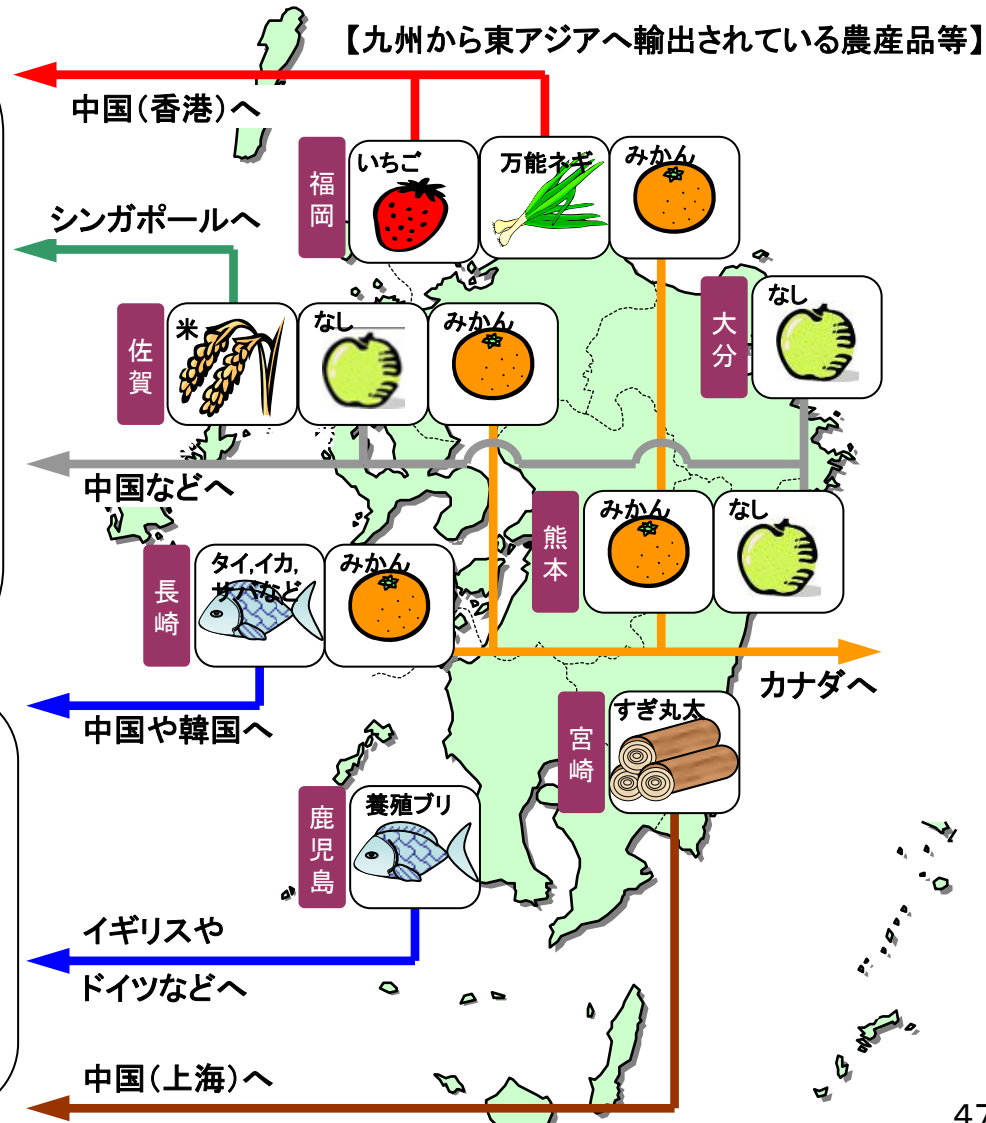 【九州から東アジアへ輸出されている農産品等】
中国(香港)へ
福岡
いちご
万能ネギ
みかん
シンガポールへ
佐賀
米
なし
みかん
大分
なし
中国などへ
熊本
みかん
なし
長崎
タイ,イカ,
サバなど
みかん
カナダへ
中国や韓国へ
宮崎
すぎ丸太
鹿児島
養殖ブリ
イギリスや
ドイツなどへ
中国(上海)へ
47